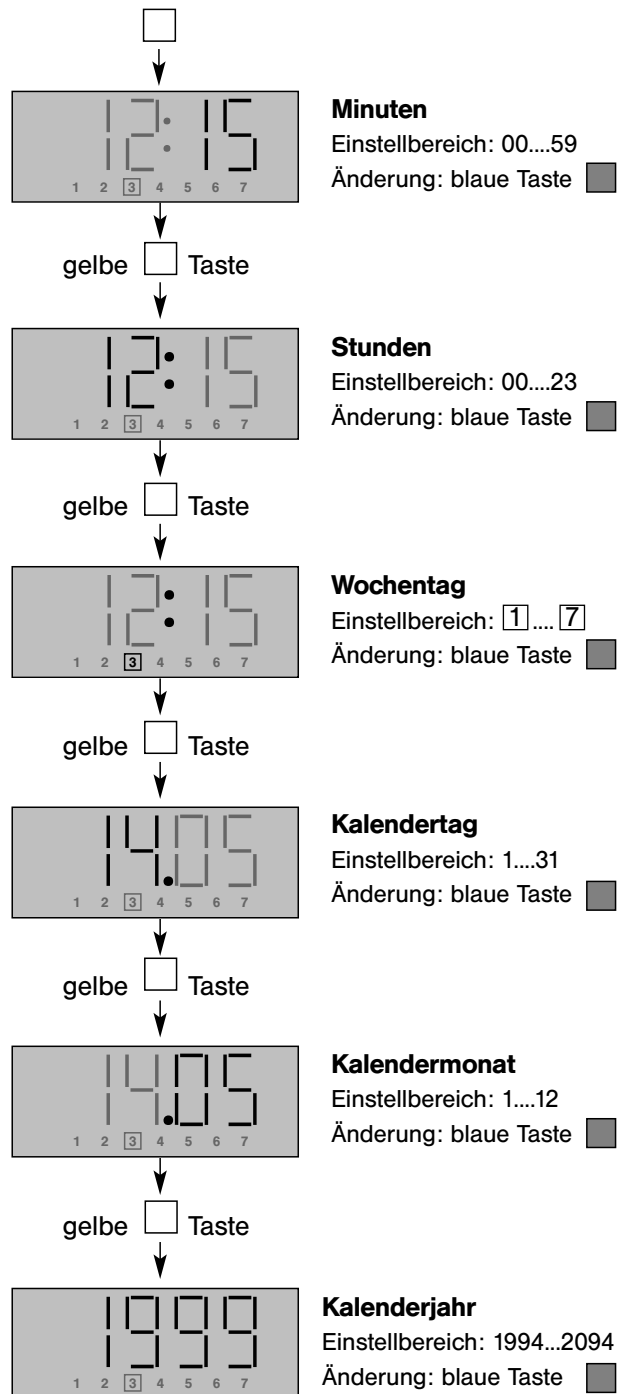 12:15
1 2 3 4 5 6 7
Minuten
Einstellbereich: 00....59
Änderung: blaue Taste
gelbe Taste
12:15
1 2 3 4 5 6 7
Stunden
Einstellbereich: 00....23
Änderung: blaue Taste
gelbe Taste
12:15
1 2 3 4 5 6 7
Wochentag
Einstellbereich: 1 .... 7
Änderung: blaue Taste
gelbe Taste
14.05
1 2 3 4 5 6 7
Kalendertag
Einstellbereich: 1....31
Änderung: blaue Taste
gelbe Taste
14.05
1 2 3 4 5 6 7
Kalendermonat
Einstellbereich: 1....12
Änderung: blaue Taste
gelbe Taste
1999
1 2 3 4 5 6 7
Kalenderjahr
Einstellbereich: 1994...2094
Änderung: blaue Taste